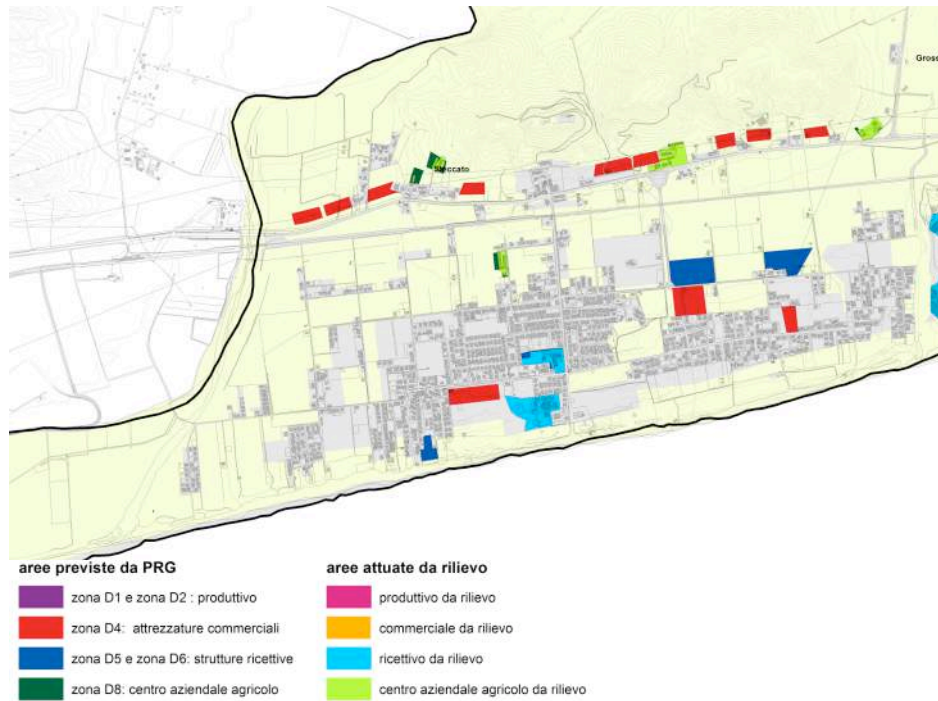 Steccato
aree previste da PRG
zona D1 e zona D2 : produttivo
zona D4: attrezzature commerciali
zona D5 e zona D6: strutture ricettive
zona D8: centro aziendale agricolo
aree attuate da rilievo
produttivo da rilievo
commerciale da rilievo
ricettivo da rilievo
centro aziendale agricolo da rilievo